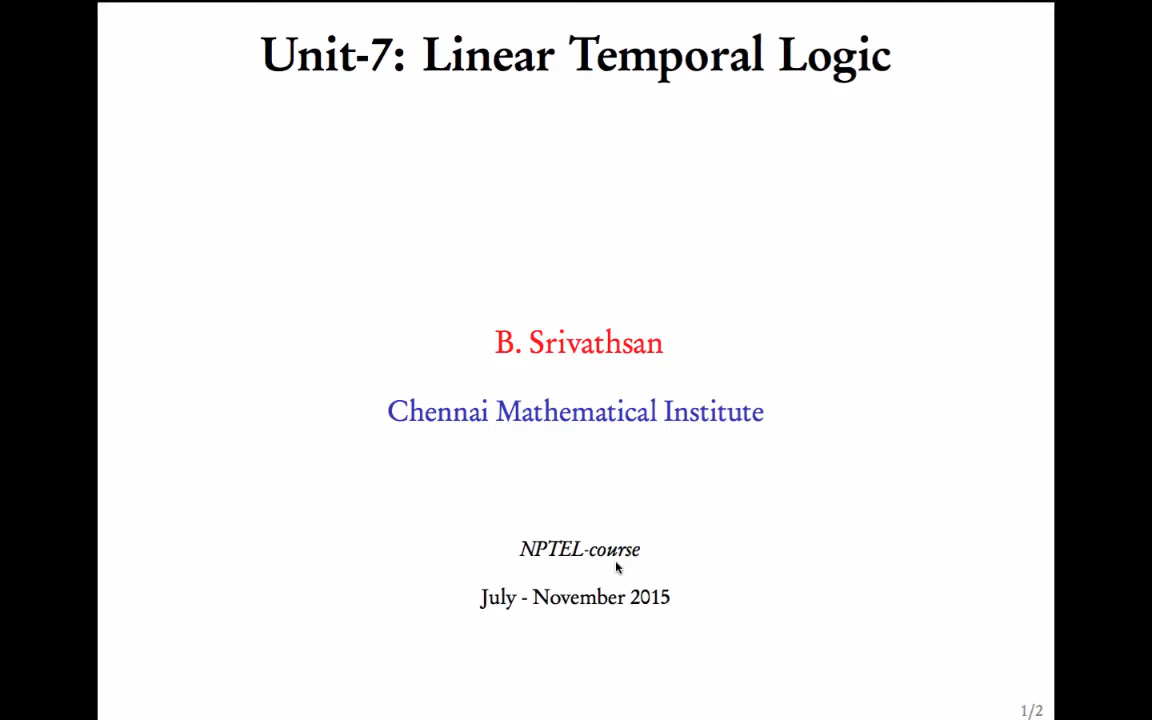 Unit-7: Linear Temporal Logic
B. Srivathsan
Chennai Mathematical Institute
NPTEL-course
July - November 2015
1/2